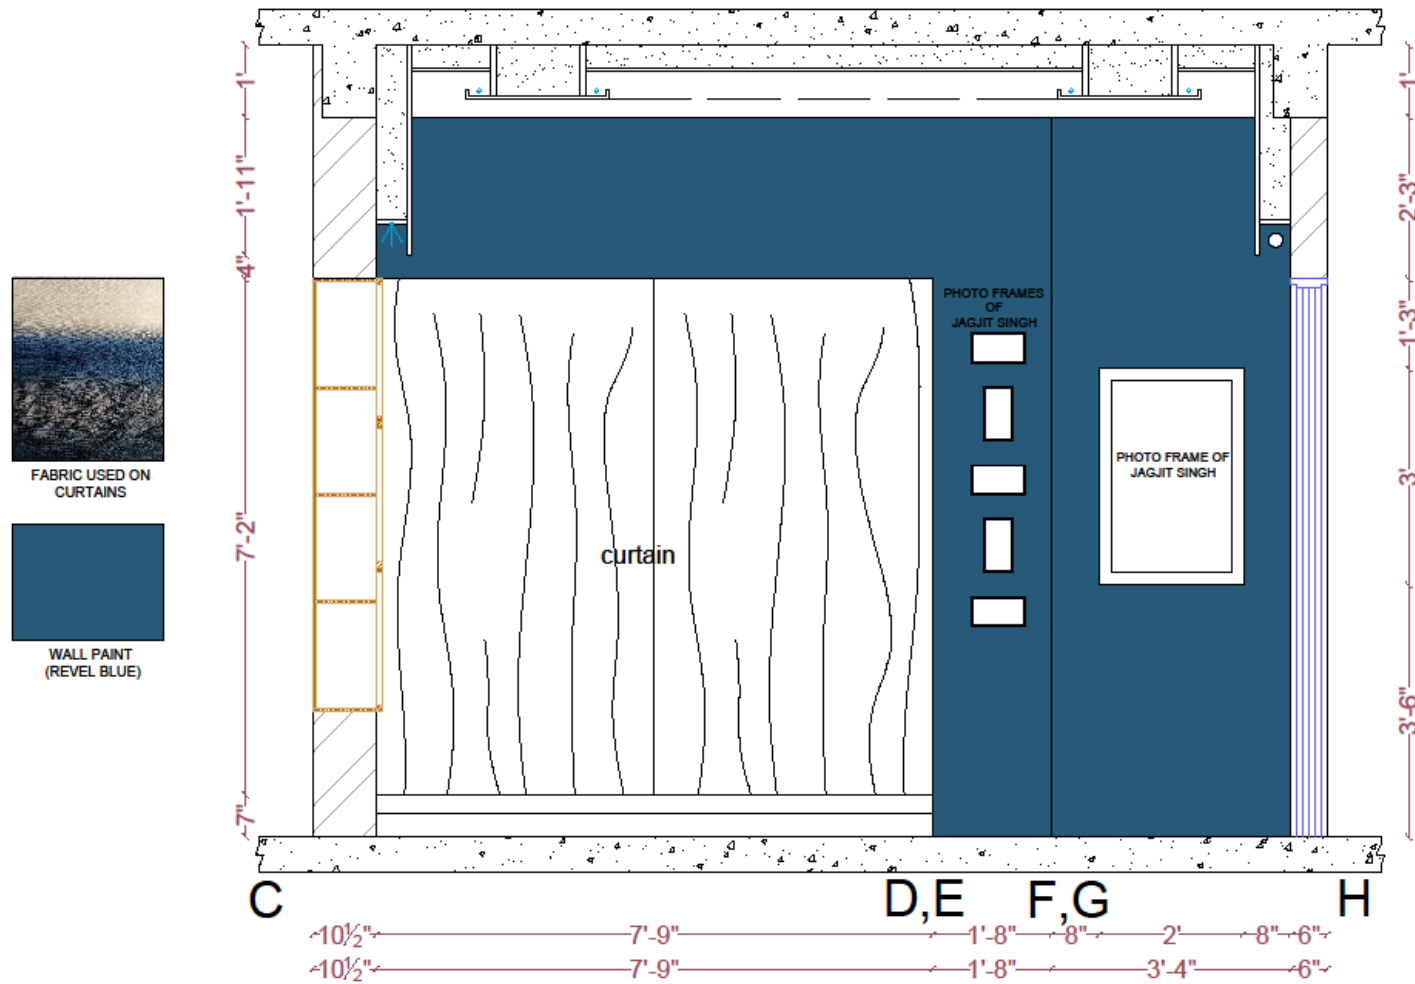 1'
1'-11"
4"
7'-2"
7"
1'
2'-3"
1'-3"
3'
3'-6"
FABRIC USED ON
CURTAINS
WALL PAINT
(REVEL BLUE)
PHOTO FRAMES
OF
JAGJIT SINGH
PHOTO FRAME OF
JAGJIT SINGH
curtain
C D,E F,G H
10½" 7'-9" 1'-8" 8" 2' 8" 6"
10½" 7'-9" 1'-8" 3'-4" 6"